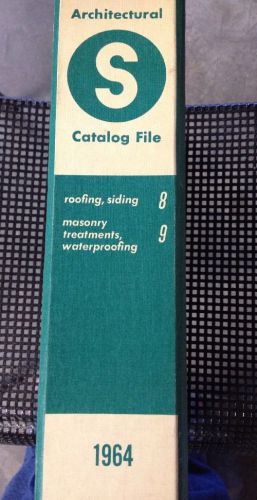 Architectural
S
Catalog File
roofing, siding 8
masonry 9
treatments,
waterproofing
1964